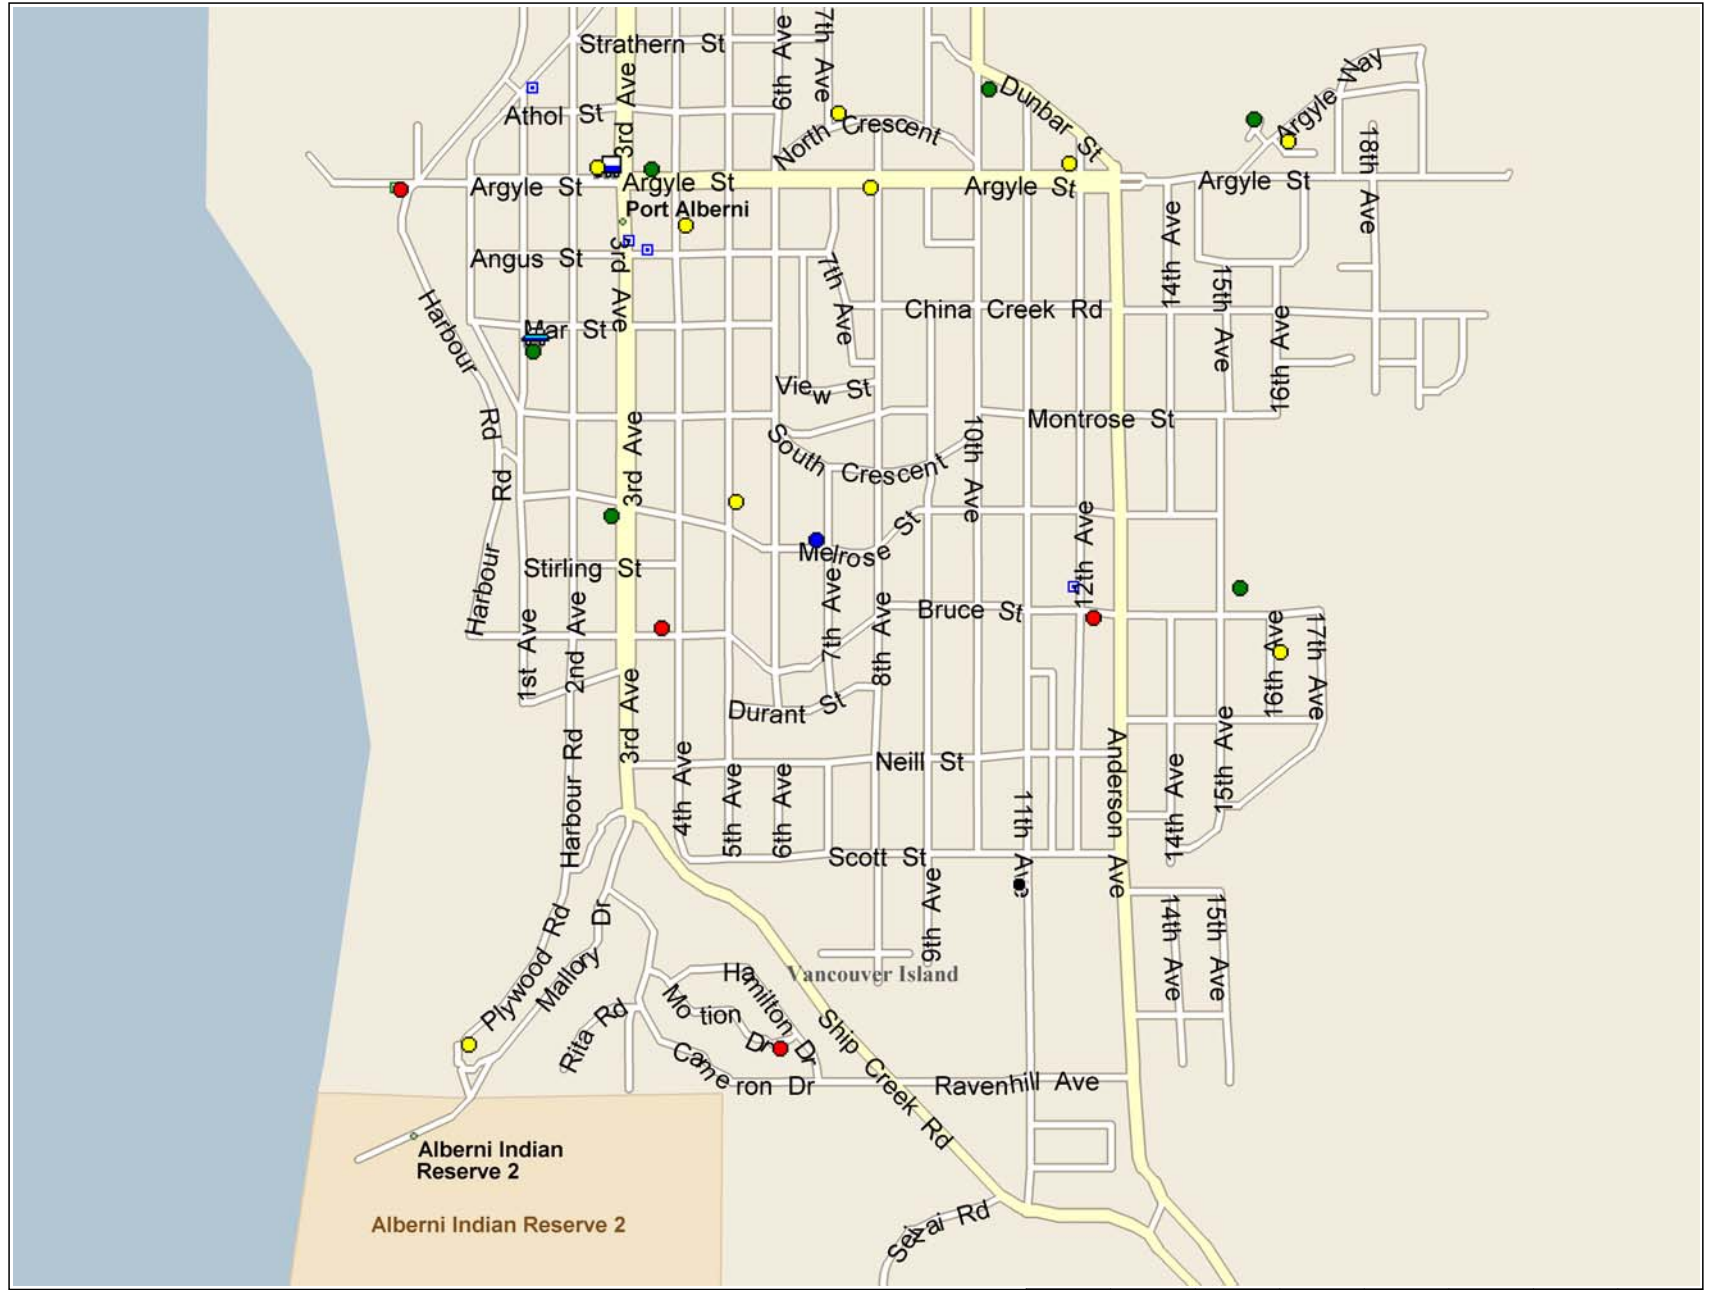 Strathern St
6th Ave
7th Ave
3rd Ave
Athol St
Dunbar St
Argyle Way
North Crescent
18th Ave
Argyle St
Argyle St
Argyle St
Argyle St
Port Alberni
14th Ave
Angus St
3rd Ave
7th Ave
15th Ave
Harbour Rd
China Creek Rd
16th Ave
Mar St
View St
Montrose St
3rd Ave
South Crescent
10th Ave
Rd
Harbour
Melrose St
12th Ave
Stirling St
1st Ave
2nd Ave
7th Ave
8th Ave
Bruce St
16th Ave
17th Ave
3rd Ave
Durant St
15th Ave
Harbour Rd
4th Ave
5th Ave
6th Ave
Neill St
Anderson Ave
14th Ave
11th Ave
Scott St
9th Ave
14th Ave
15th Ave
Plywood Rd
Mallory Dr
Vancouver Island
Hamilton Dr
Motion Dr
Rita Rd
Cameron Dr
Ship Creek Rd
Ravenhill Ave
Alberni Indian
Reserve 2
Alberni Indian Reserve 2